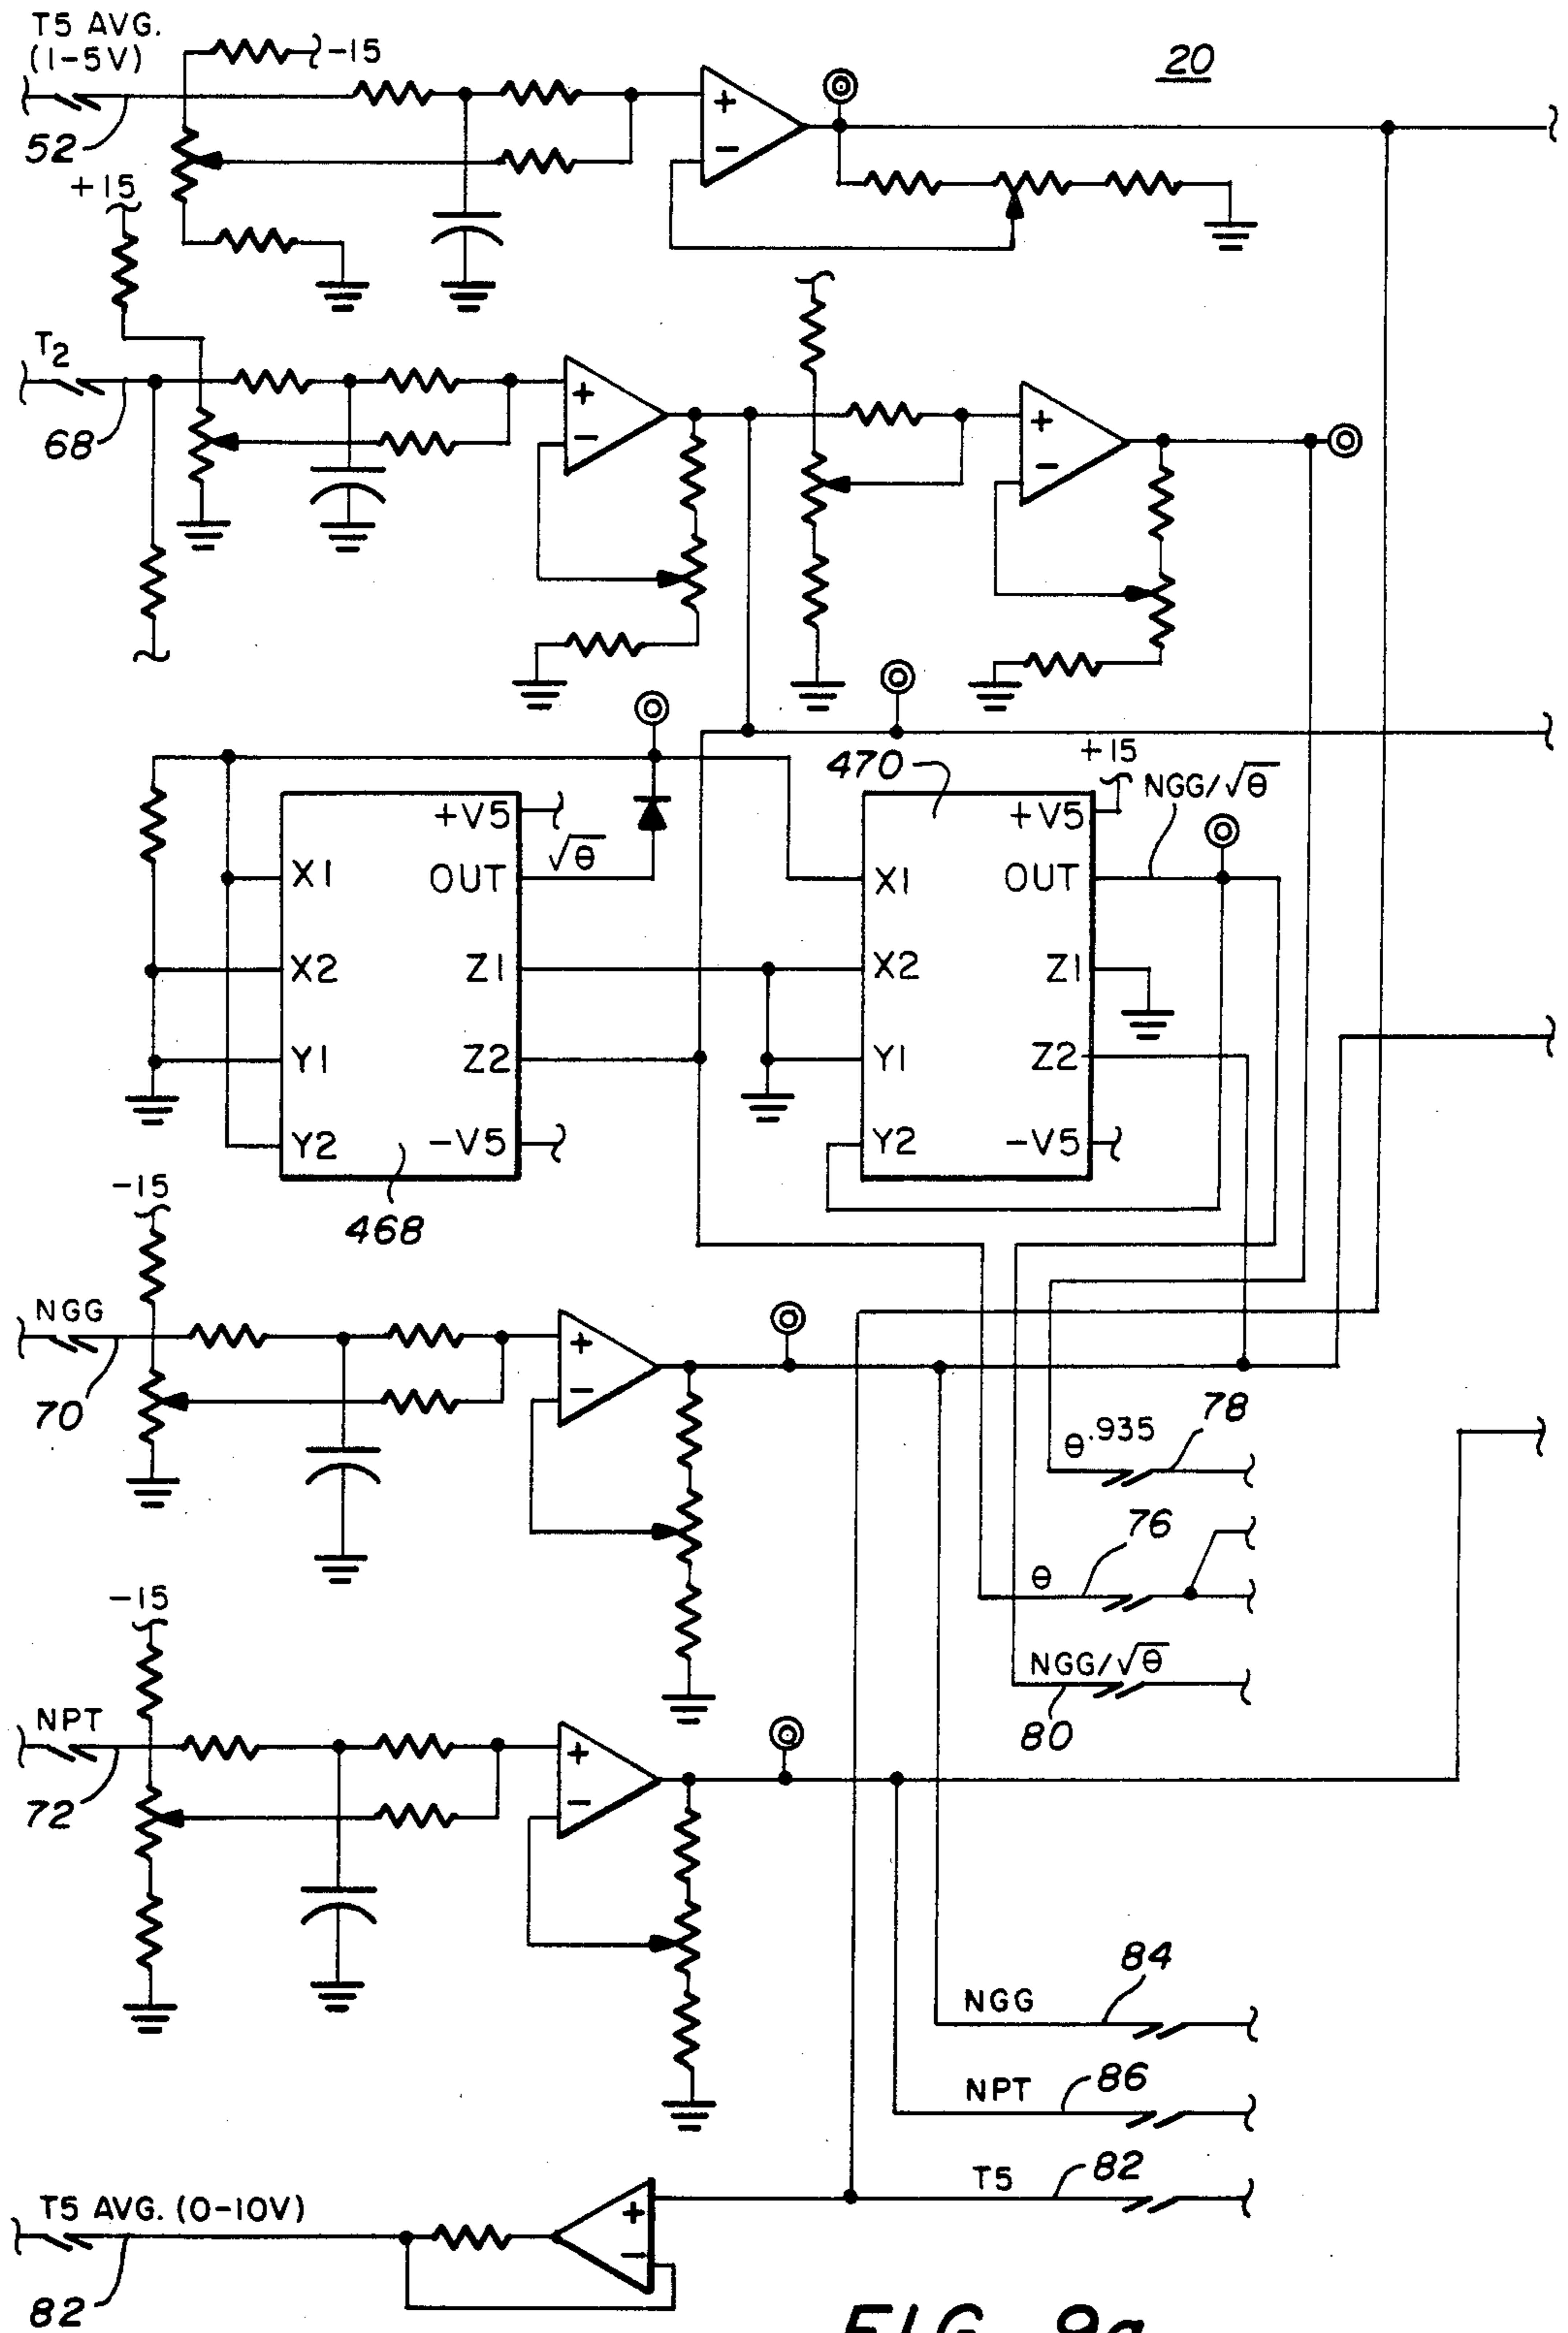 T5 AVG.
(1-5V)
-15
20
52
+15
T2
68
470
+15
NGG/√θ
+V5
√θ
X1
OUT
X2
Z1
Y1
Z2
Y2
-V5
468
+V5
X1
OUT
X2
Z1
Y1
Z2
Y2
-V5
-15
NGG
70
78
θ.935
76
θ
NGG/√θ
80
-15
NPT
72
84
NGG
NPT
86
T5
82
T5 AVG. (0-10V)
82
FIG. 9a
+
−
+
−
+
−
+
−
+
−
+
−